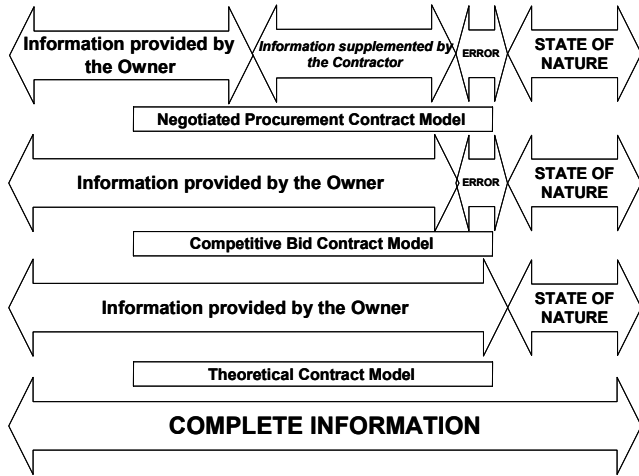 Information provided by
the Owner
Information supplemented by
the Contractor
ERROR
STATE OF
NATURE
Negotiated Procurement Contract Model
Information provided by the Owner
ERROR
STATE OF
NATURE
Competitive Bid Contract Model
Information provided by the Owner
STATE OF
NATURE
Theoretical Contract Model
COMPLETE INFORMATION